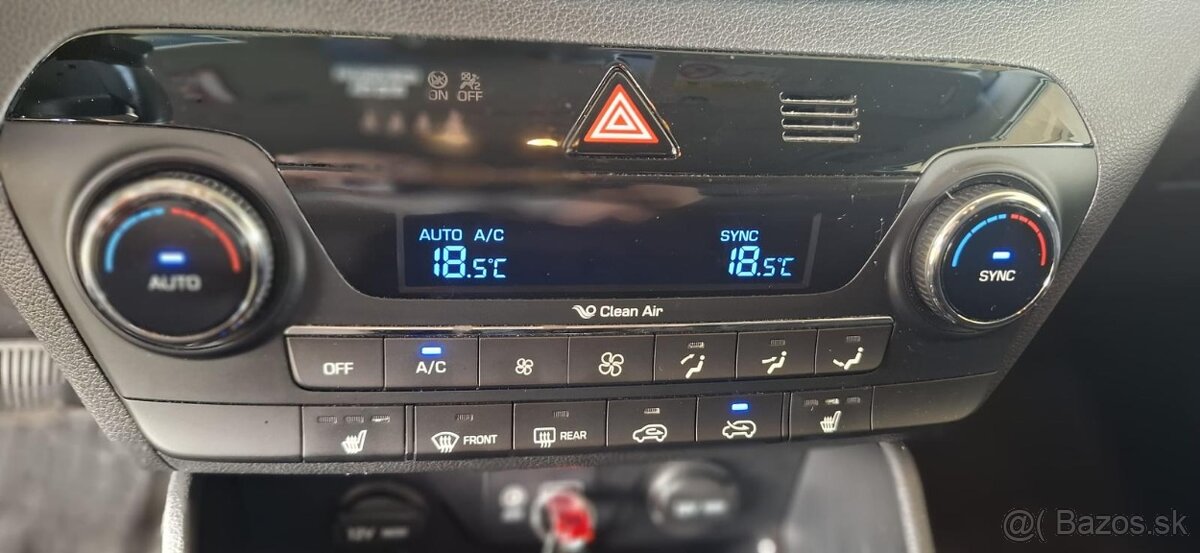 ON OFF
AUTO A/C SYNC
18.5°C 18.5°C
AUTO SYNC
Clean Air
OFF A/C
FRONT REAR
12V
@( Bazos.sk